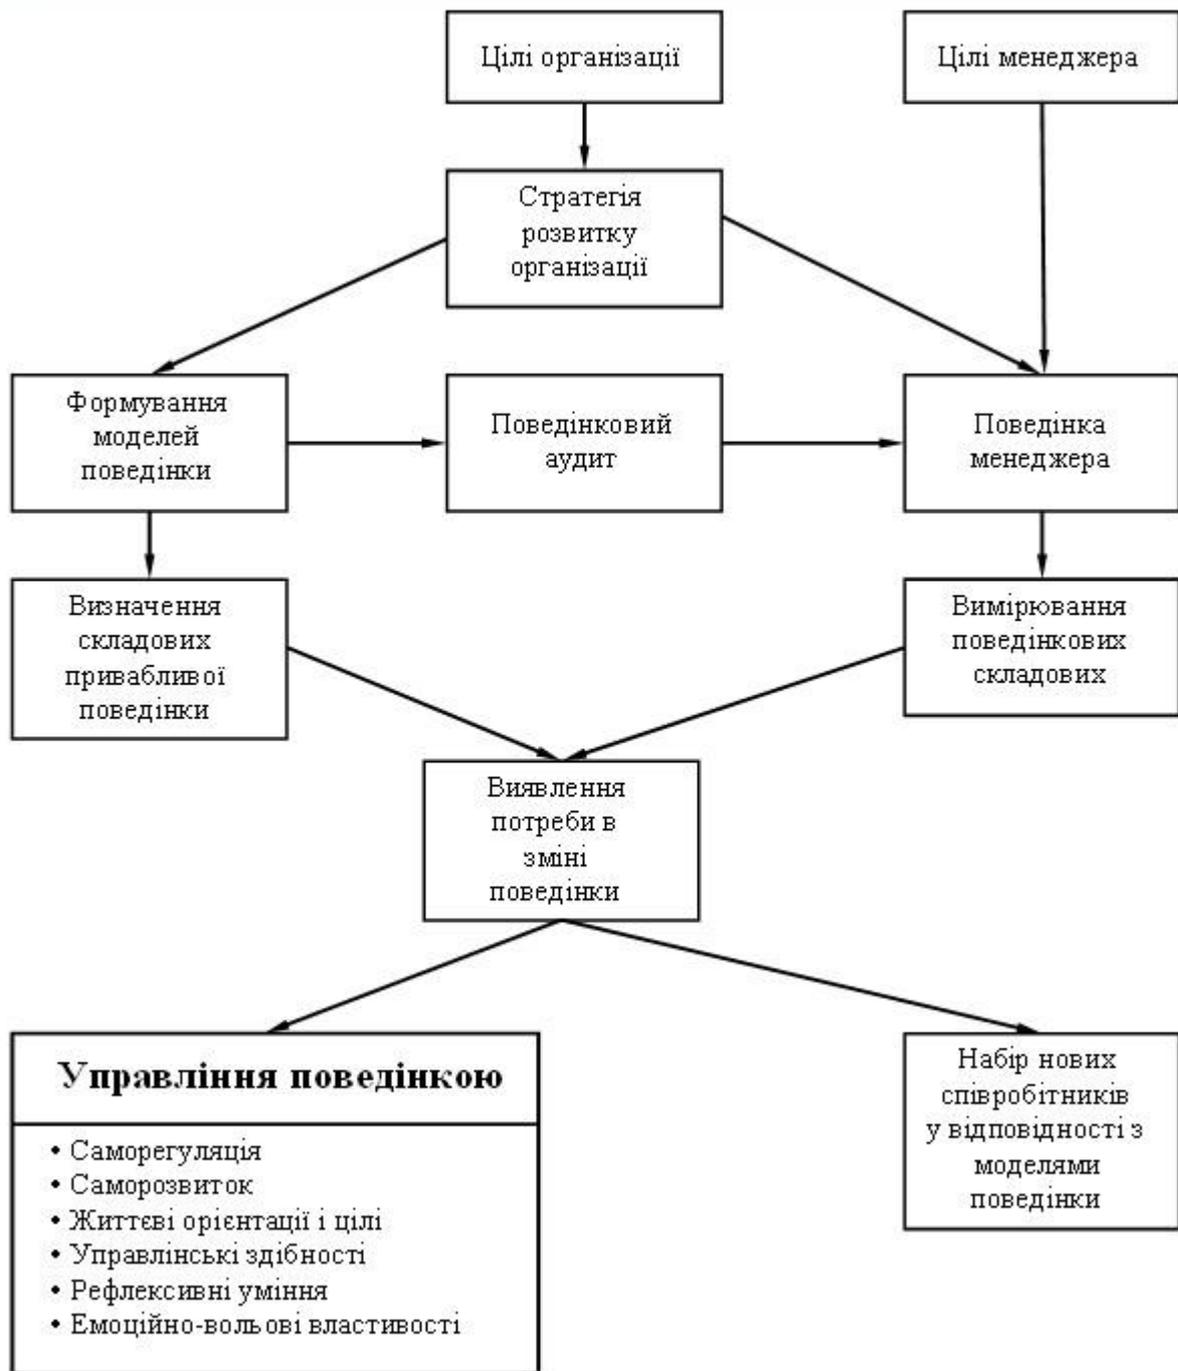 Цілі організації
Цілі менеджера
Стратегія
розвитку
організації
Формування
моделей
поведінки
Поведінковий
аудит
Поведінка
менеджера
Визначення
складових
привабливої
поведінки
Вимірювання
поведінкових
складових
Виявлення
потреби в
зміні
поведінки
Управління поведінкою
• Саморегуляція
• Саморозвиток
• Життєві орієнтації і цілі
• Управлінські здібності
• Рефлексивні уміння
• Емоційно-вольові властивості
Набір нових
співробітників
у відповідності з
моделями
поведінки